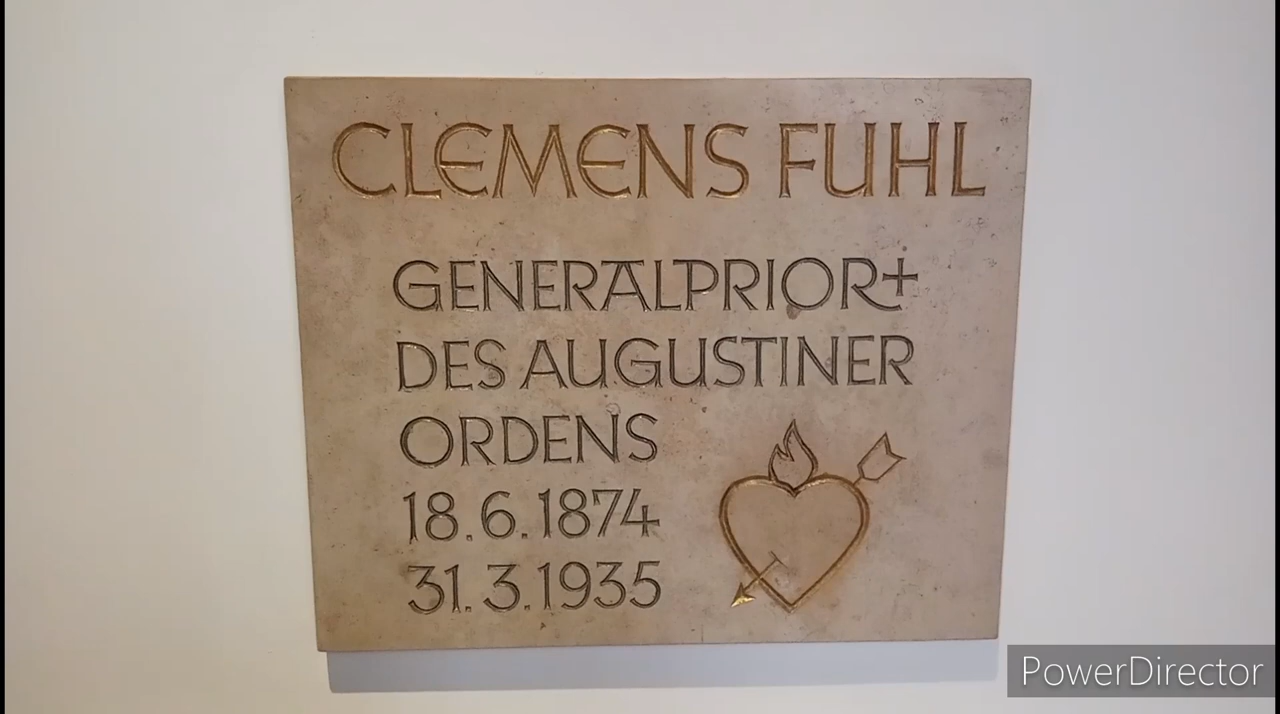 CLEMENS FUHL
GENERALPRIOR+
DES AUGUSTINER
ORDENS
18.6.1874
31.3.1935
PowerDirector